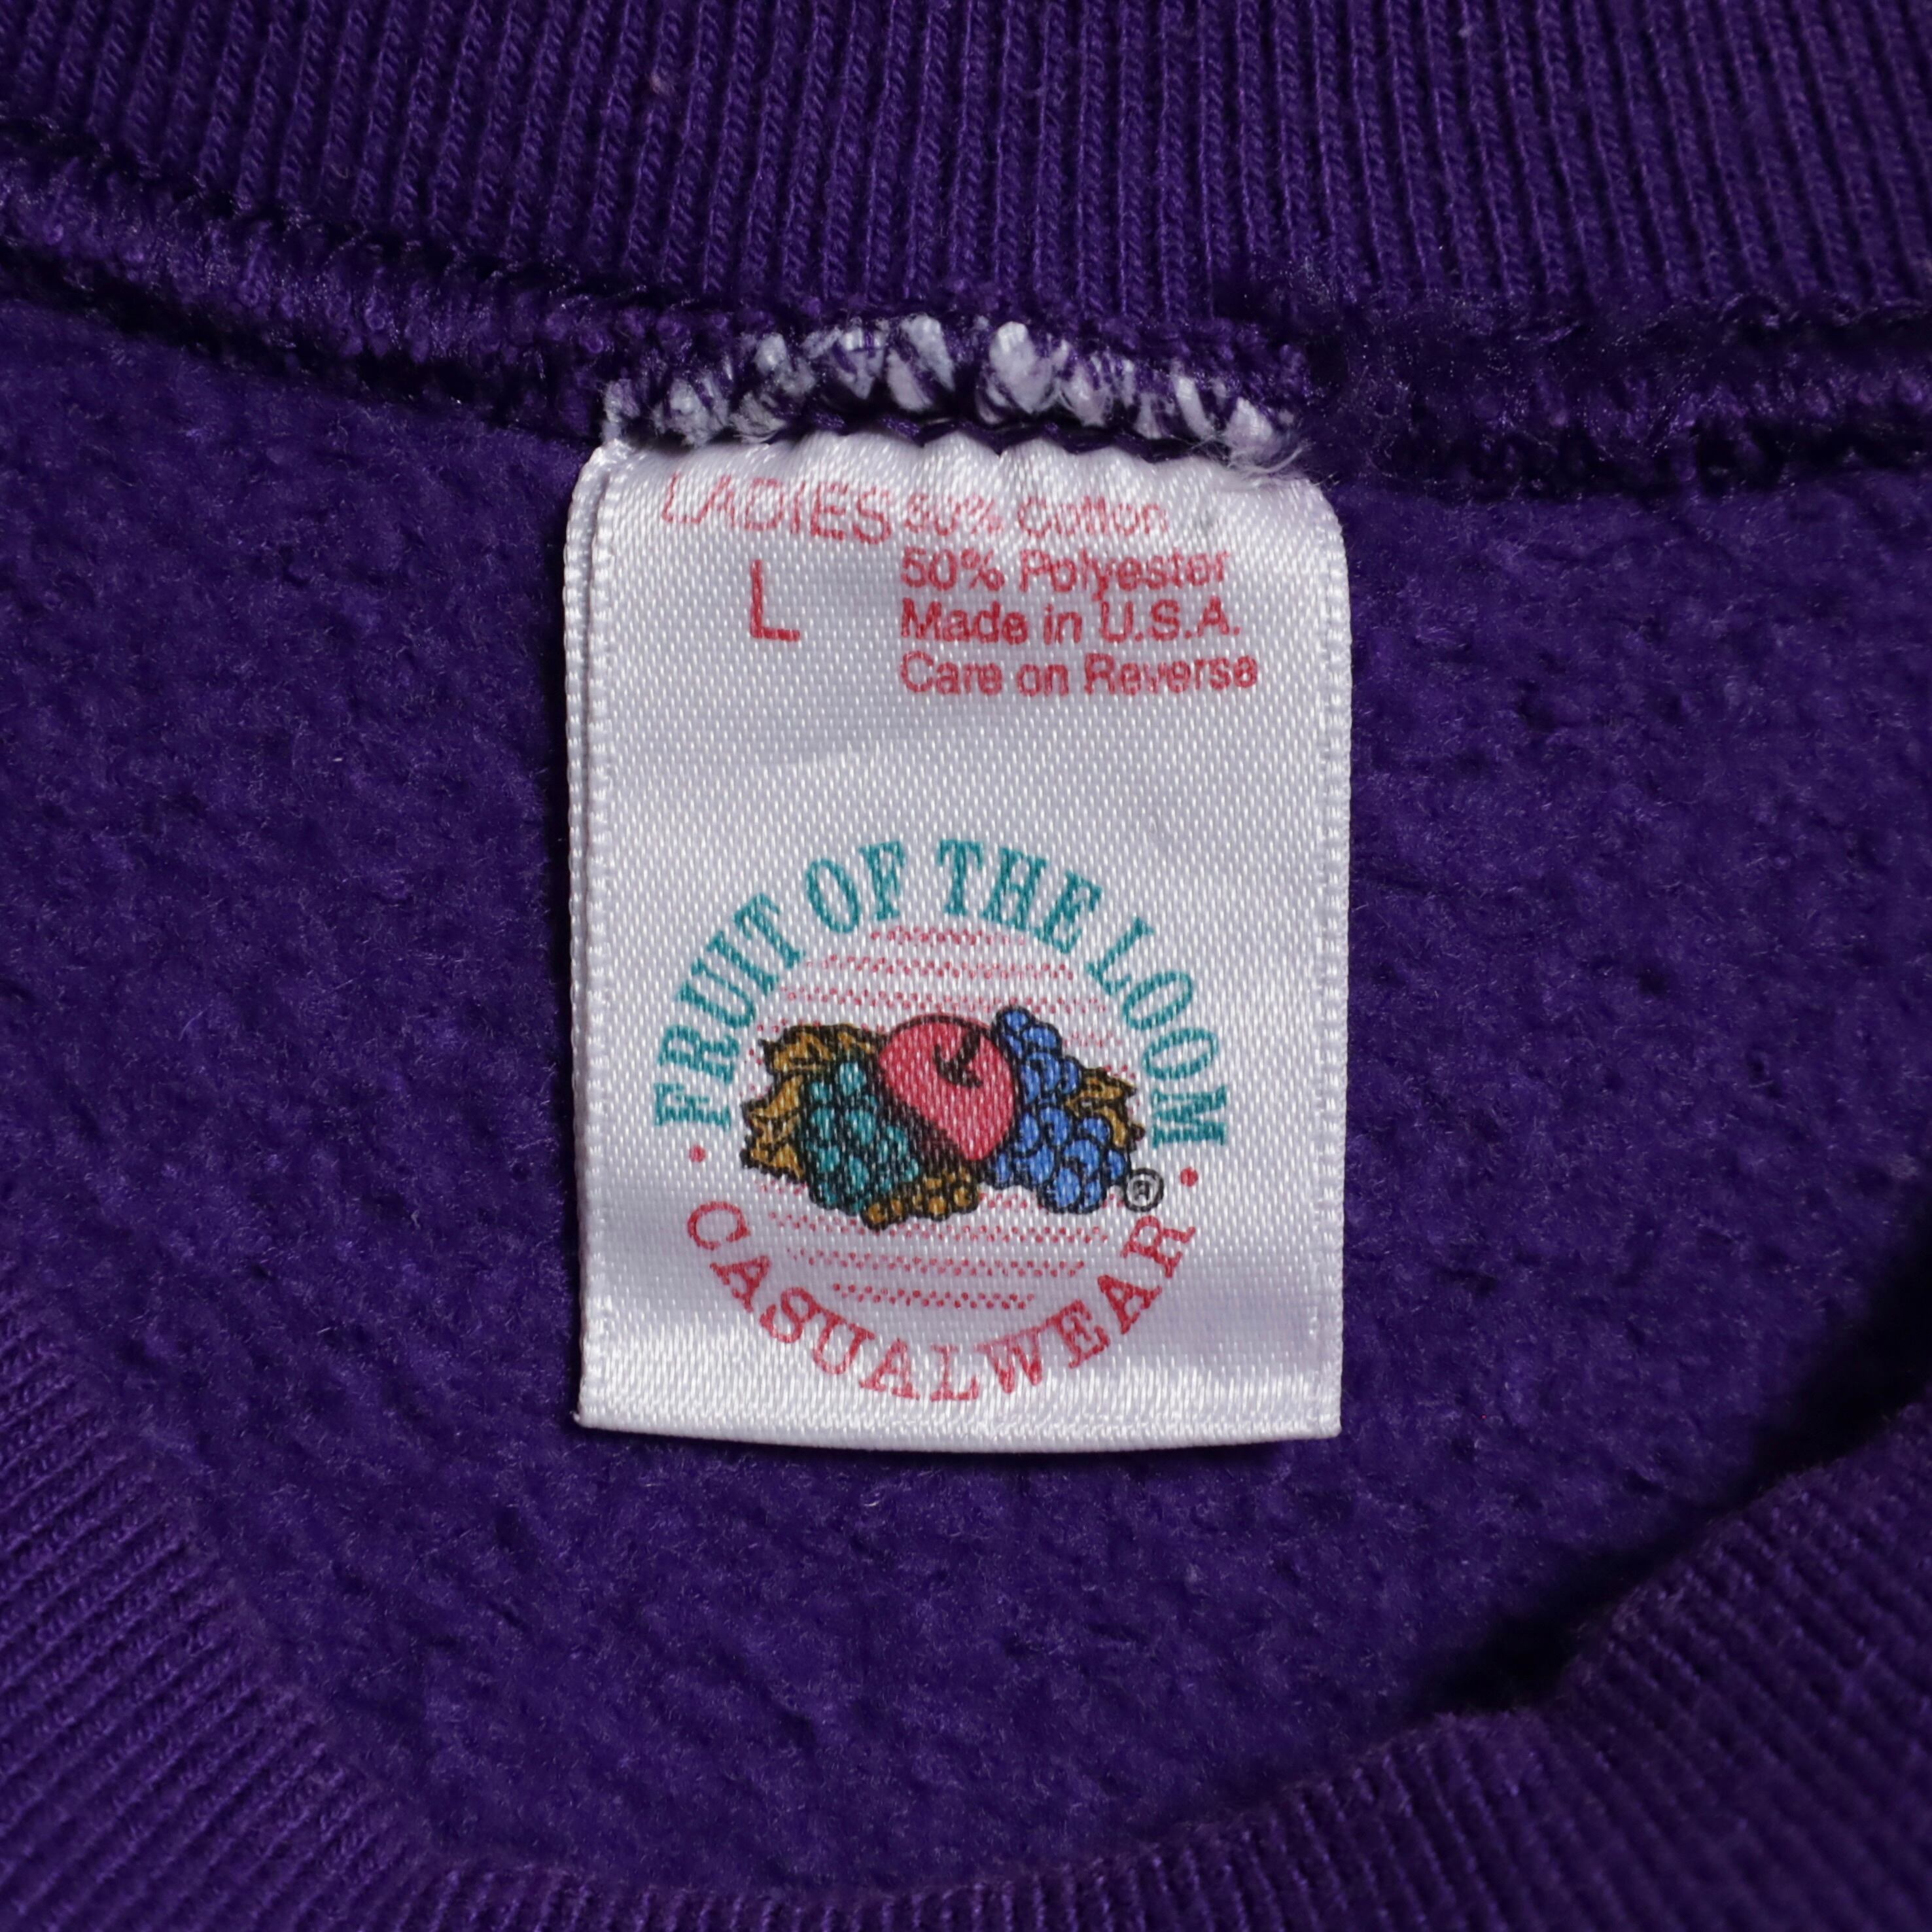 LADIES 50% Cotton
L 50% Polyester
Made in U.S.A.
Care on Reverse
FRUIT OF THE LOOM
®
CASUALWEAR